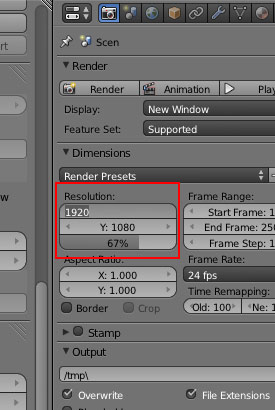 rt
Scen
Render
Render Animation Play
Display: New Window
Feature Set: Supported
Dimensions
Render Presets
Resolution: Frame Range:
1920 Start Frame: 1
Y: 1080 End Frame: 250
67% Frame Step: 1
Aspect Ratio: Frame Rate:
X: 1.000 24 fps
Y: 1.000 Time Remapping:
Border Crop Old: 100 Ne: 1
w
Stamp
Output
/tmp\
Overwrite File Extensions